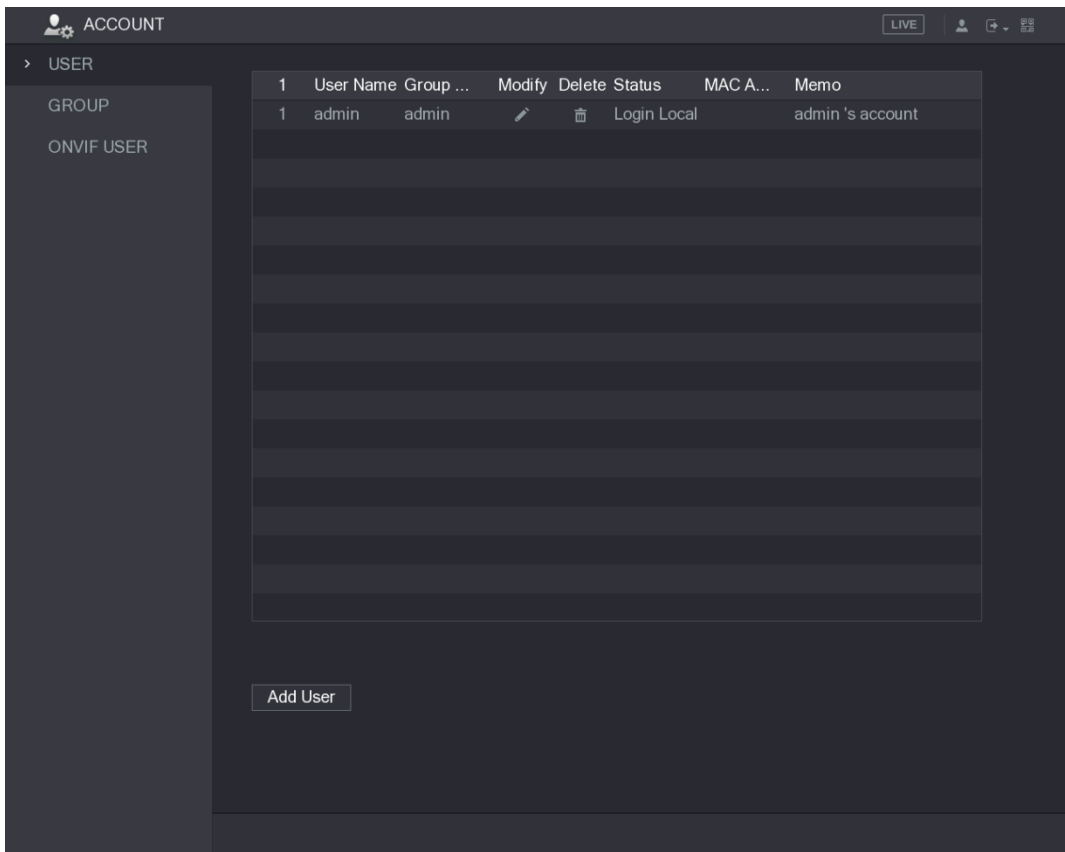 ACCOUNT LIVE
USER
GROUP
ONVIF USER
1 User Name Group ... Modify Delete Status MAC A... Memo
1 admin admin Login Local admin 's account
Add User